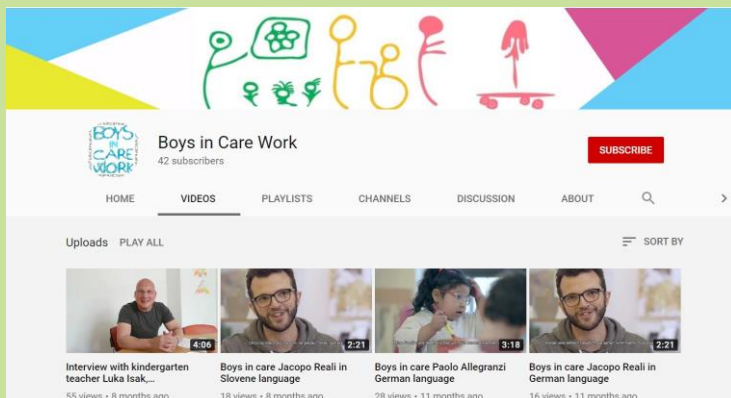 BOYS
IN
CARE
WORK
Boys in Care Work
42 subscribers
SUBSCRIBE
HOME VIDEOS PLAYLISTS CHANNELS DISCUSSION ABOUT
Uploads PLAY ALL SORT BY
4:06 2:21 3:18 2:21
Interview with kindergarten teacher Luka Isak,...
55 views • 8 months ago
Boys in care Jacopo Reali in Slovene language
18 views • 8 months ago
Boys in care Paolo Allegranzi German language
28 views • 11 months ago
Boys in care Jacopo Reali in German language
16 views • 11 months ago